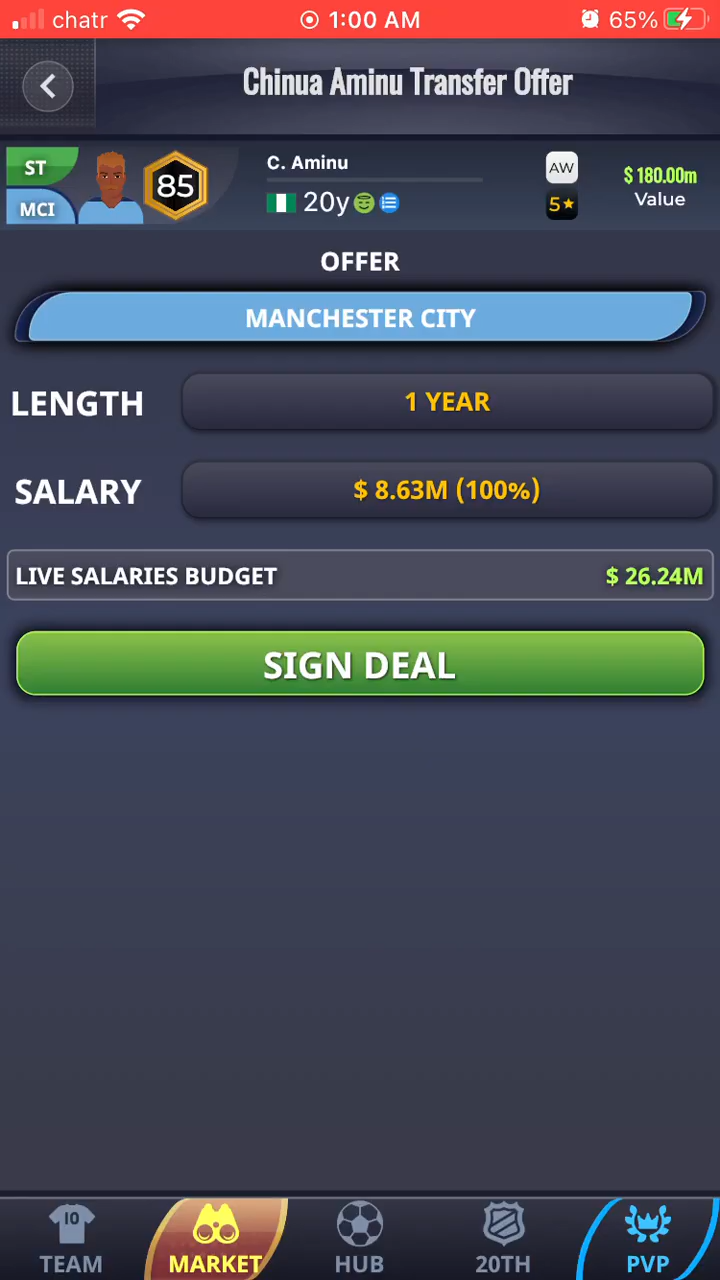 chatr 1:00 AM 65%
Chinua Aminu Transfer Offer
ST
MCI
85
C. Aminu
20y
AW
5★
$ 180.00m
Value
OFFER
MANCHESTER CITY
LENGTH 1 YEAR
SALARY $ 8.63M (100%)
LIVE SALARIES BUDGET $ 26.24M
SIGN DEAL
10
TEAM MARKET HUB 20TH PVP